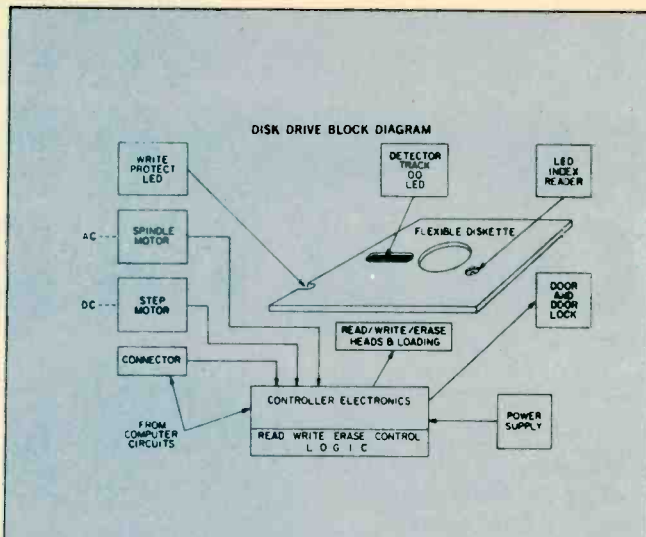 DISK DRIVE BLOCK DIAGRAM
WRITE
PROTECT
LED
DETECTOR
TRACK
OO
LED
LED
INDEX
READER
AC
SPINDLE
MOTOR
FLEXIBLE DISKETTE
DC
STEP
MOTOR
DOOR
AND
DOOR
LOCK
READ/WRITE/ERASE
HEADS & LOADING
CONNECTOR
CONTROLLER ELECTRONICS
FROM
COMPUTER
CIRCUITS
READ WRITE ERASE CONTROL
LOGIC
POWER
SUPPLY